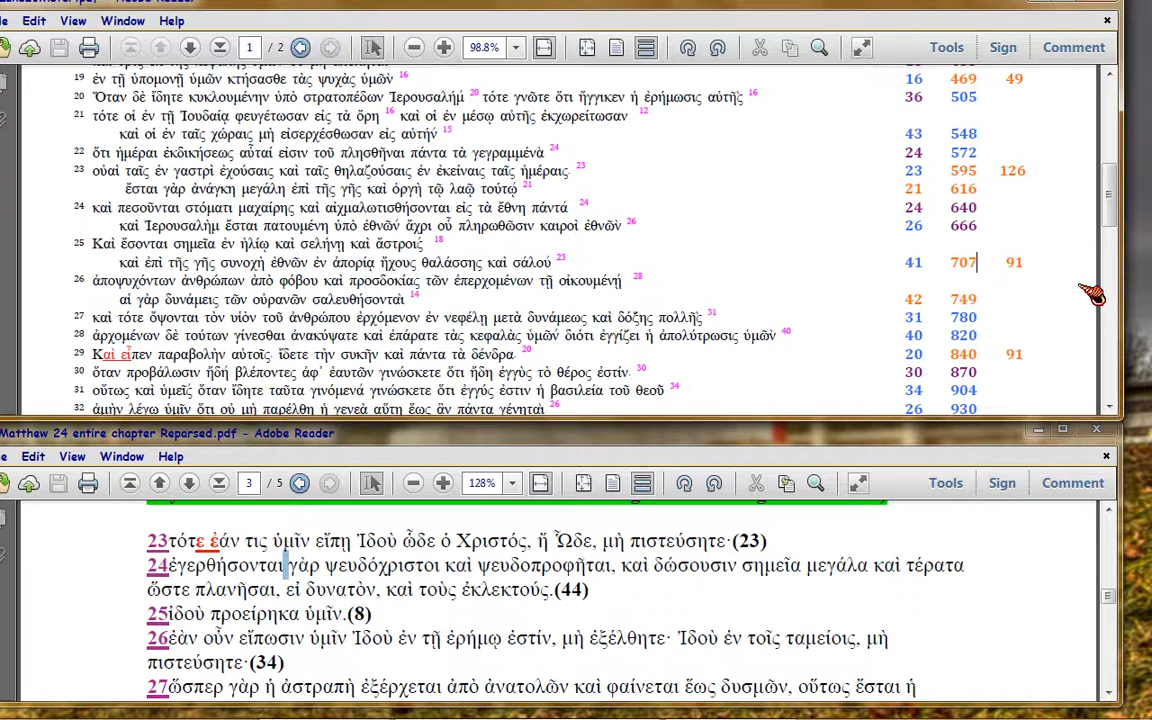 Edit View Window Help ×
1 / 2 98.8% Tools Sign Comment
19 ἐν τῇ ὑπομονῇ ὑμῶν κτήσασθε τὰς ψυχὰς ὑμῶν 16 16 469 49
20 Ὅταν δὲ ἴδητε κυκλουμένην ὑπὸ στρατοπέδων Ἰερουσαλήμ 20 τότε γνῶτε ὅτι ἤγγικεν ἡ ἐρήμωσις αὐτῆς 16 36 505
21 τότε οἱ ἐν τῇ Ἰουδαίᾳ φευγέτωσαν εἰς τὰ ὄρη 16 καὶ οἱ ἐν μέσῳ αὐτῆς ἐκχωρείτωσαν 12
καὶ οἱ ἐν ταῖς χώραις μὴ εἰσερχέσθωσαν εἰς αὐτήν 15 43 548
22 ὅτι ἡμέραι ἐκδικήσεως αὗταί εἰσιν τοῦ πλησθῆναι πάντα τὰ γεγραμμένα 24 24 572
23 οὐαὶ ταῖς ἐν γαστρὶ ἐχούσαις καὶ ταῖς θηλαζούσαις ἐν ἐκείναις ταῖς ἡμέραις 23 23 595 126
ἔσται γὰρ ἀνάγκη μεγάλη ἐπὶ τῆς γῆς καὶ ὀργὴ τῷ λαῷ τούτῳ 21 21 616
24 καὶ πεσοῦνται στόματι μαχαίρης καὶ αἰχμαλωτισθήσονται εἰς τὰ ἔθνη πάντα 24 24 640
καὶ Ἰερουσαλὴμ ἔσται πατουμένη ὑπὸ ἐθνῶν ἄχρι οὗ πληρωθῶσιν καιροὶ ἐθνῶν 26 26 666
25 Καὶ ἔσονται σημεῖα ἐν ἡλίῳ καὶ σελήνῃ καὶ ἄστροις 18
καὶ ἐπὶ τῆς γῆς συνοχὴ ἐθνῶν ἐν ἀπορίᾳ ἤχους θαλάσσης καὶ σάλου 23 41 707 91
26 ἀποψυχόντων ἀνθρώπων ἀπὸ φόβου καὶ προσδοκίας τῶν ἐπερχομένων τῇ οἰκουμένῃ 28
αἱ γὰρ δυνάμεις τῶν οὐρανῶν σαλευθήσονται 14 42 749
27 καὶ τότε ὄψονται τὸν υἱὸν τοῦ ἀνθρώπου ἐρχόμενον ἐν νεφέλῃ μετὰ δυνάμεως καὶ δόξης πολλῆς 31 31 780
28 ἀρχομένων δὲ τούτων γίνεσθαι ἀνακύψατε καὶ ἐπάρατε τὰς κεφαλὰς ὑμῶν διότι ἐγγίζει ἡ ἀπολύτρωσις ὑμῶν 40 40 820
29 Καὶ εἶπεν παραβολὴν αὐτοῖς ἴδετε τὴν συκῆν καὶ πάντα τὰ δένδρα 20 20 840 91
30 ὅταν προβάλωσιν ἤδη βλέποντες ἀφ' ἑαυτῶν γινώσκετε ὅτι ἤδη ἐγγὺς τὸ θέρος ἐστίν 30 30 870
31 οὕτως καὶ ὑμεῖς ὅταν ἴδητε ταῦτα γινόμενα γινώσκετε ὅτι ἐγγύς ἐστιν ἡ βασιλεία τοῦ θεοῦ 34 34 904
32 ἀμὴν λέγω ὑμῖν ὅτι οὐ μὴ παρέλθῃ ἡ γενεὰ αὕτη ἕως ἂν πάντα γένηται 26 26 930
Matthew 24 entire chapter Reparsed.pdf - Adobe Reader
Edit View Window Help ×
3 / 5 128% Tools Sign Comment
23τότε ἐάν τις ὑμῖν εἴπῃ Ἰδοὺ ὧδε ὁ Χριστός, ἤ Ὧδε, μὴ πιστεύσητε·(23)
24ἐγερθήσονται γὰρ ψευδόχριστοι καὶ ψευδοπροφῆται, καὶ δώσουσιν σημεῖα μεγάλα καὶ τέρατα
ὥστε πλανῆσαι, εἰ δυνατὸν, καὶ τοὺς ἐκλεκτούς.(44)
25ἰδοὺ προείρηκα ὑμῖν.(8)
26ἐὰν οὖν εἴπωσιν ὑμῖν Ἰδοὺ ἐν τῇ ἐρήμῳ ἐστίν, μὴ ἐξέλθητε· Ἰδοὺ ἐν τοῖς ταμείοις, μὴ
πιστεύσητε·(34)
27ὥσπερ γὰρ ἡ ἀστραπὴ ἐξέρχεται ἀπὸ ἀνατολῶν καὶ φαίνεται ἕως δυσμῶν, οὕτως ἔσται ἡ